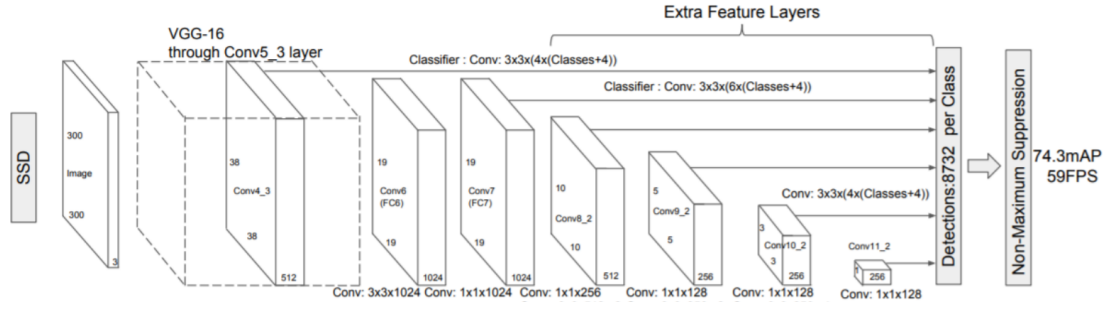 Extra Feature Layers
VGG-16
through Conv5_3 layer
Classifier : Conv: 3x3x(4x(Classes+4))
Classifier : Conv: 3x3x(6x(Classes+4))
Conv: 3x3x(4x(Classes+4))
SSD
300
Image
300
3
38
Conv4_3
38
512
19
Conv6
(FC6)
19
1024
19
Conv7
(FC7)
19
1024
10
Conv8_2
10
512
5
Conv9_2
5
256
3
Conv10_2
3
256
Conv11_2
1
256
Detections:8732 per Class
Non-Maximum Suppression
74.3mAP
59FPS
Conv: 3x3x1024
Conv: 1x1x1024
Conv: 1x1x256
Conv: 1x1x128
Conv: 1x1x128
Conv: 1x1x128